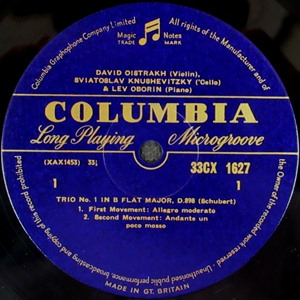 Columbia Graphophone Company Limited
All rights of the Manufacturer and of
the Owner of the recorded work reserved
Unauthorised public performance, broadcasting and copying of this record prohibited
Magic Notes
TRADE MARK
DAVID OISTRAKH (Violin),
SVIATOSLAV KNUSHEVITZKY ('Cello)
& LEV OBORIN (Piano)
COLUMBIA
Long Playing Microgroove
(XAX1453) 33⅓
33CX 1627
1 1
TRIO No. 1 IN B FLAT MAJOR, D.898 (Schubert)
1. First Movement: Allegro moderato
2. Second Movement: Andante un
poco mosso
MADE IN GT. BRITAIN